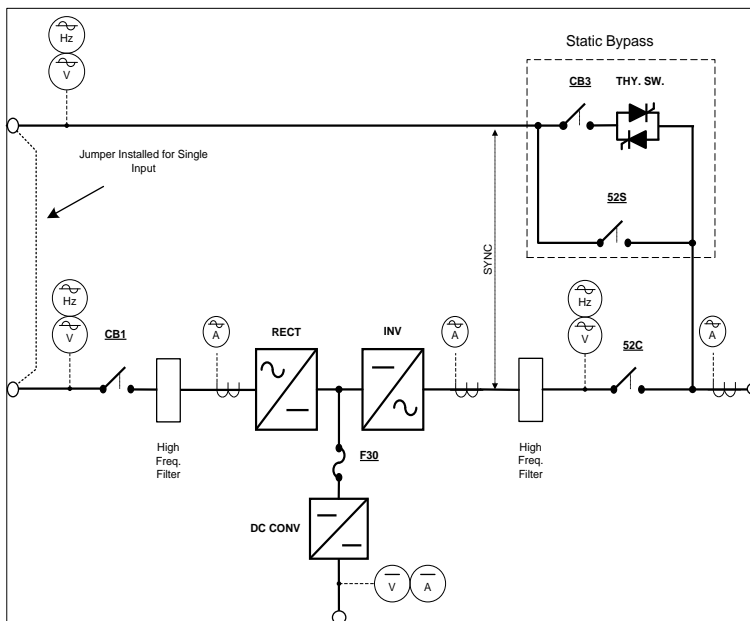 Hz
V
Static Bypass
CB3
THY. SW.
Jumper Installed for Single
Input
52S
SYNC
Hz
V
CB1
A
RECT
INV
A
Hz
V
52C
A
High
Freq.
Filter
High
Freq.
Filter
F30
DC CONV
V
A